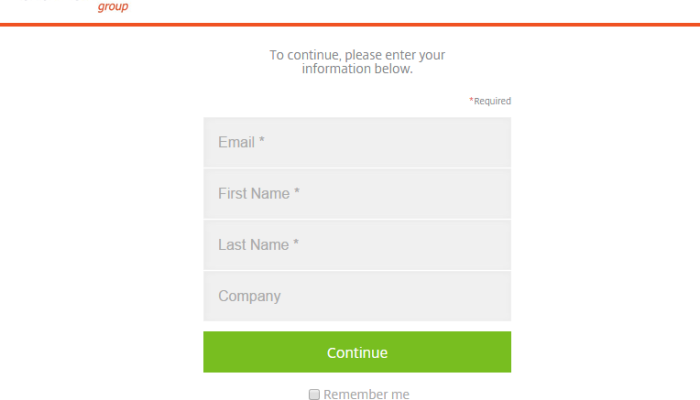 group
To continue, please enter your
information below.
*Required
Email *
First Name *
Last Name *
Company
Continue
Remember me